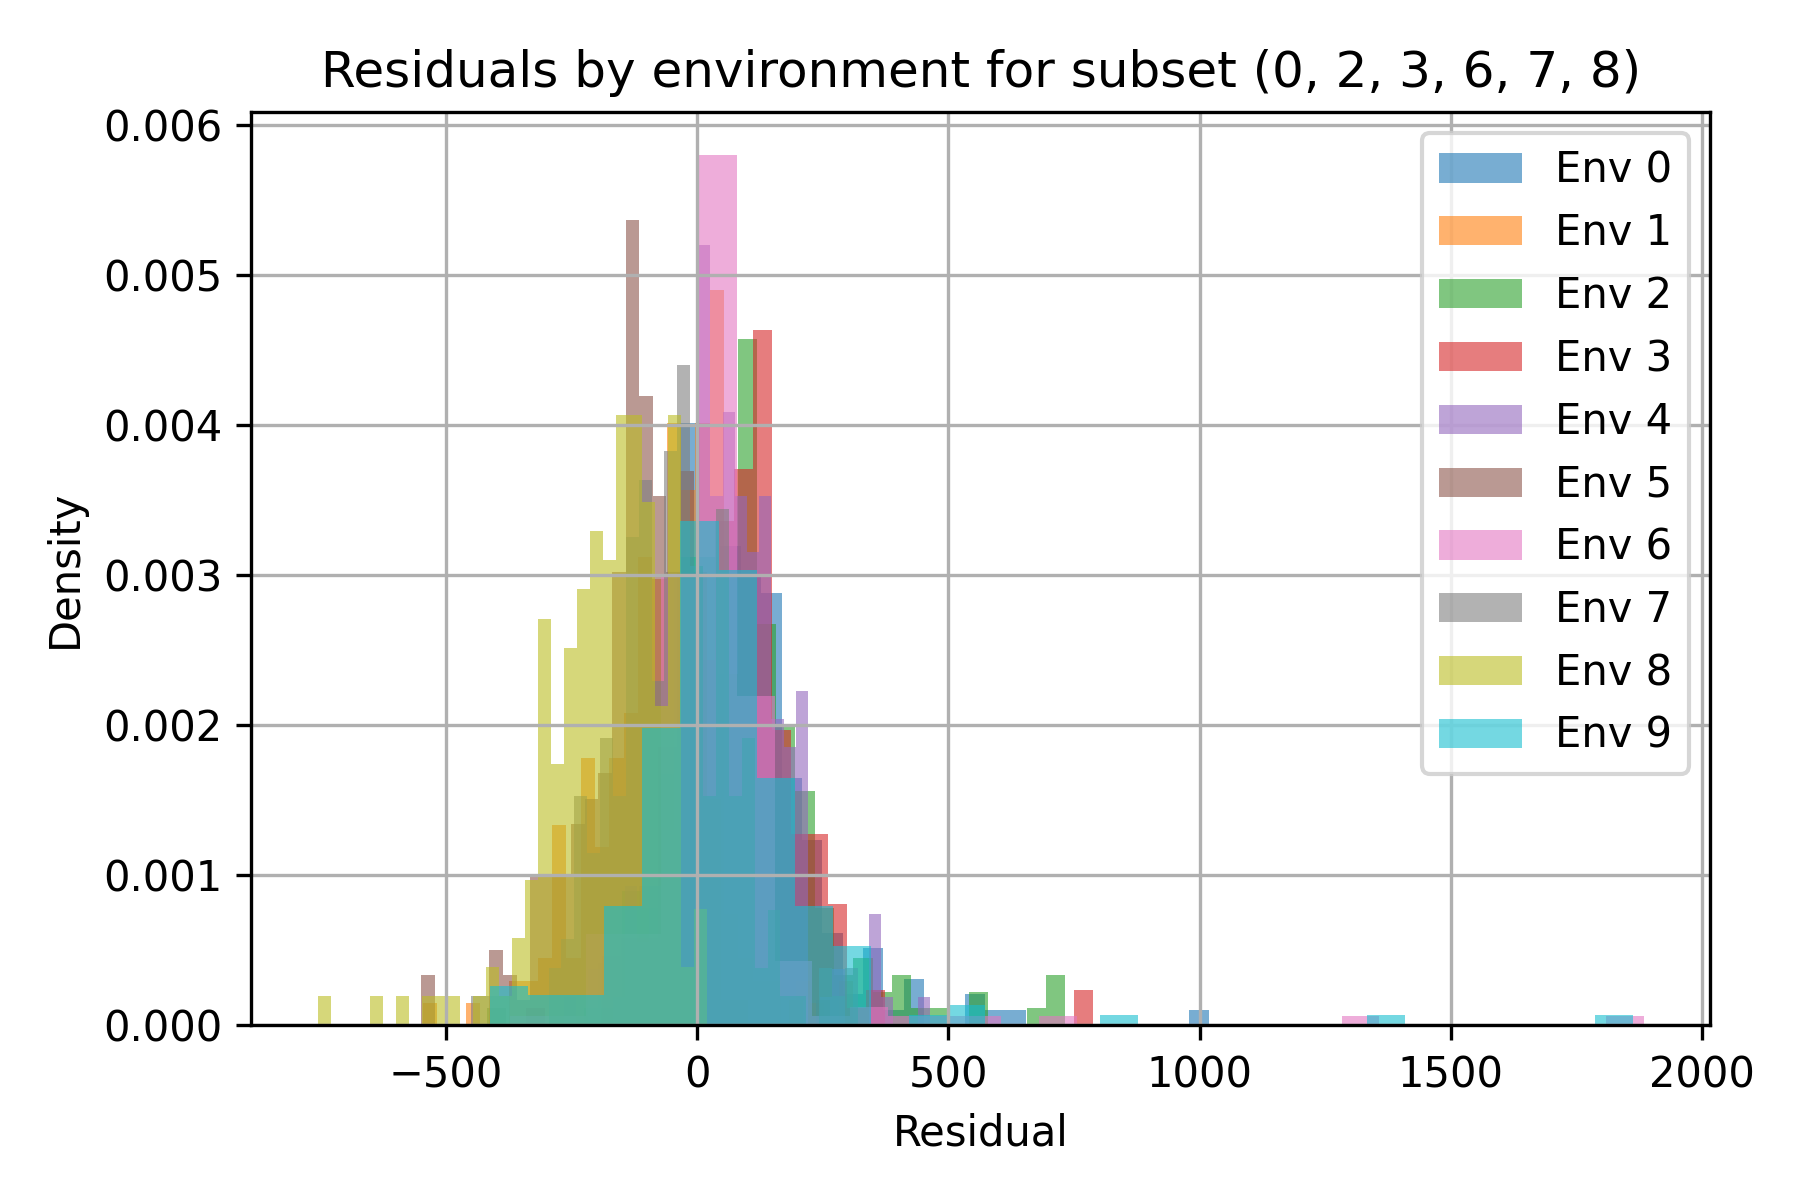 Residuals by environment for subset (0, 2, 3, 6, 7, 8)
0.006
0.005
0.004
0.003
0.002
0.001
0.000
Density
Env 0
Env 1
Env 2
Env 3
Env 4
Env 5
Env 6
Env 7
Env 8
Env 9
−500
0
500
1000
1500
2000
Residual